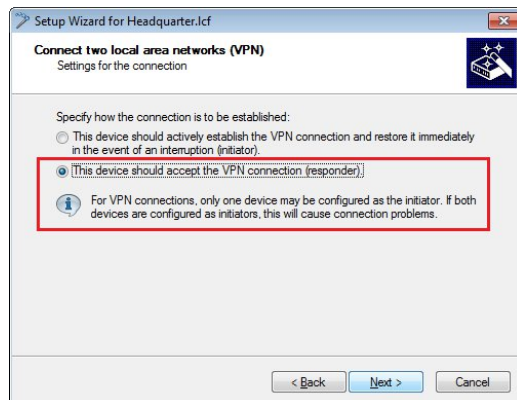 Setup Wizard for Headquarter.lcf
Connect two local area networks (VPN)
Settings for the connection
Specify how the connection is to be established:
This device should actively establish the VPN connection and restore it immediately
in the event of an interruption (initiator).
This device should accept the VPN connection (responder).
For VPN connections, only one device may be configured as the initiator. If both
devices are configured as initiators, this will cause connection problems.
< Back
Next >
Cancel